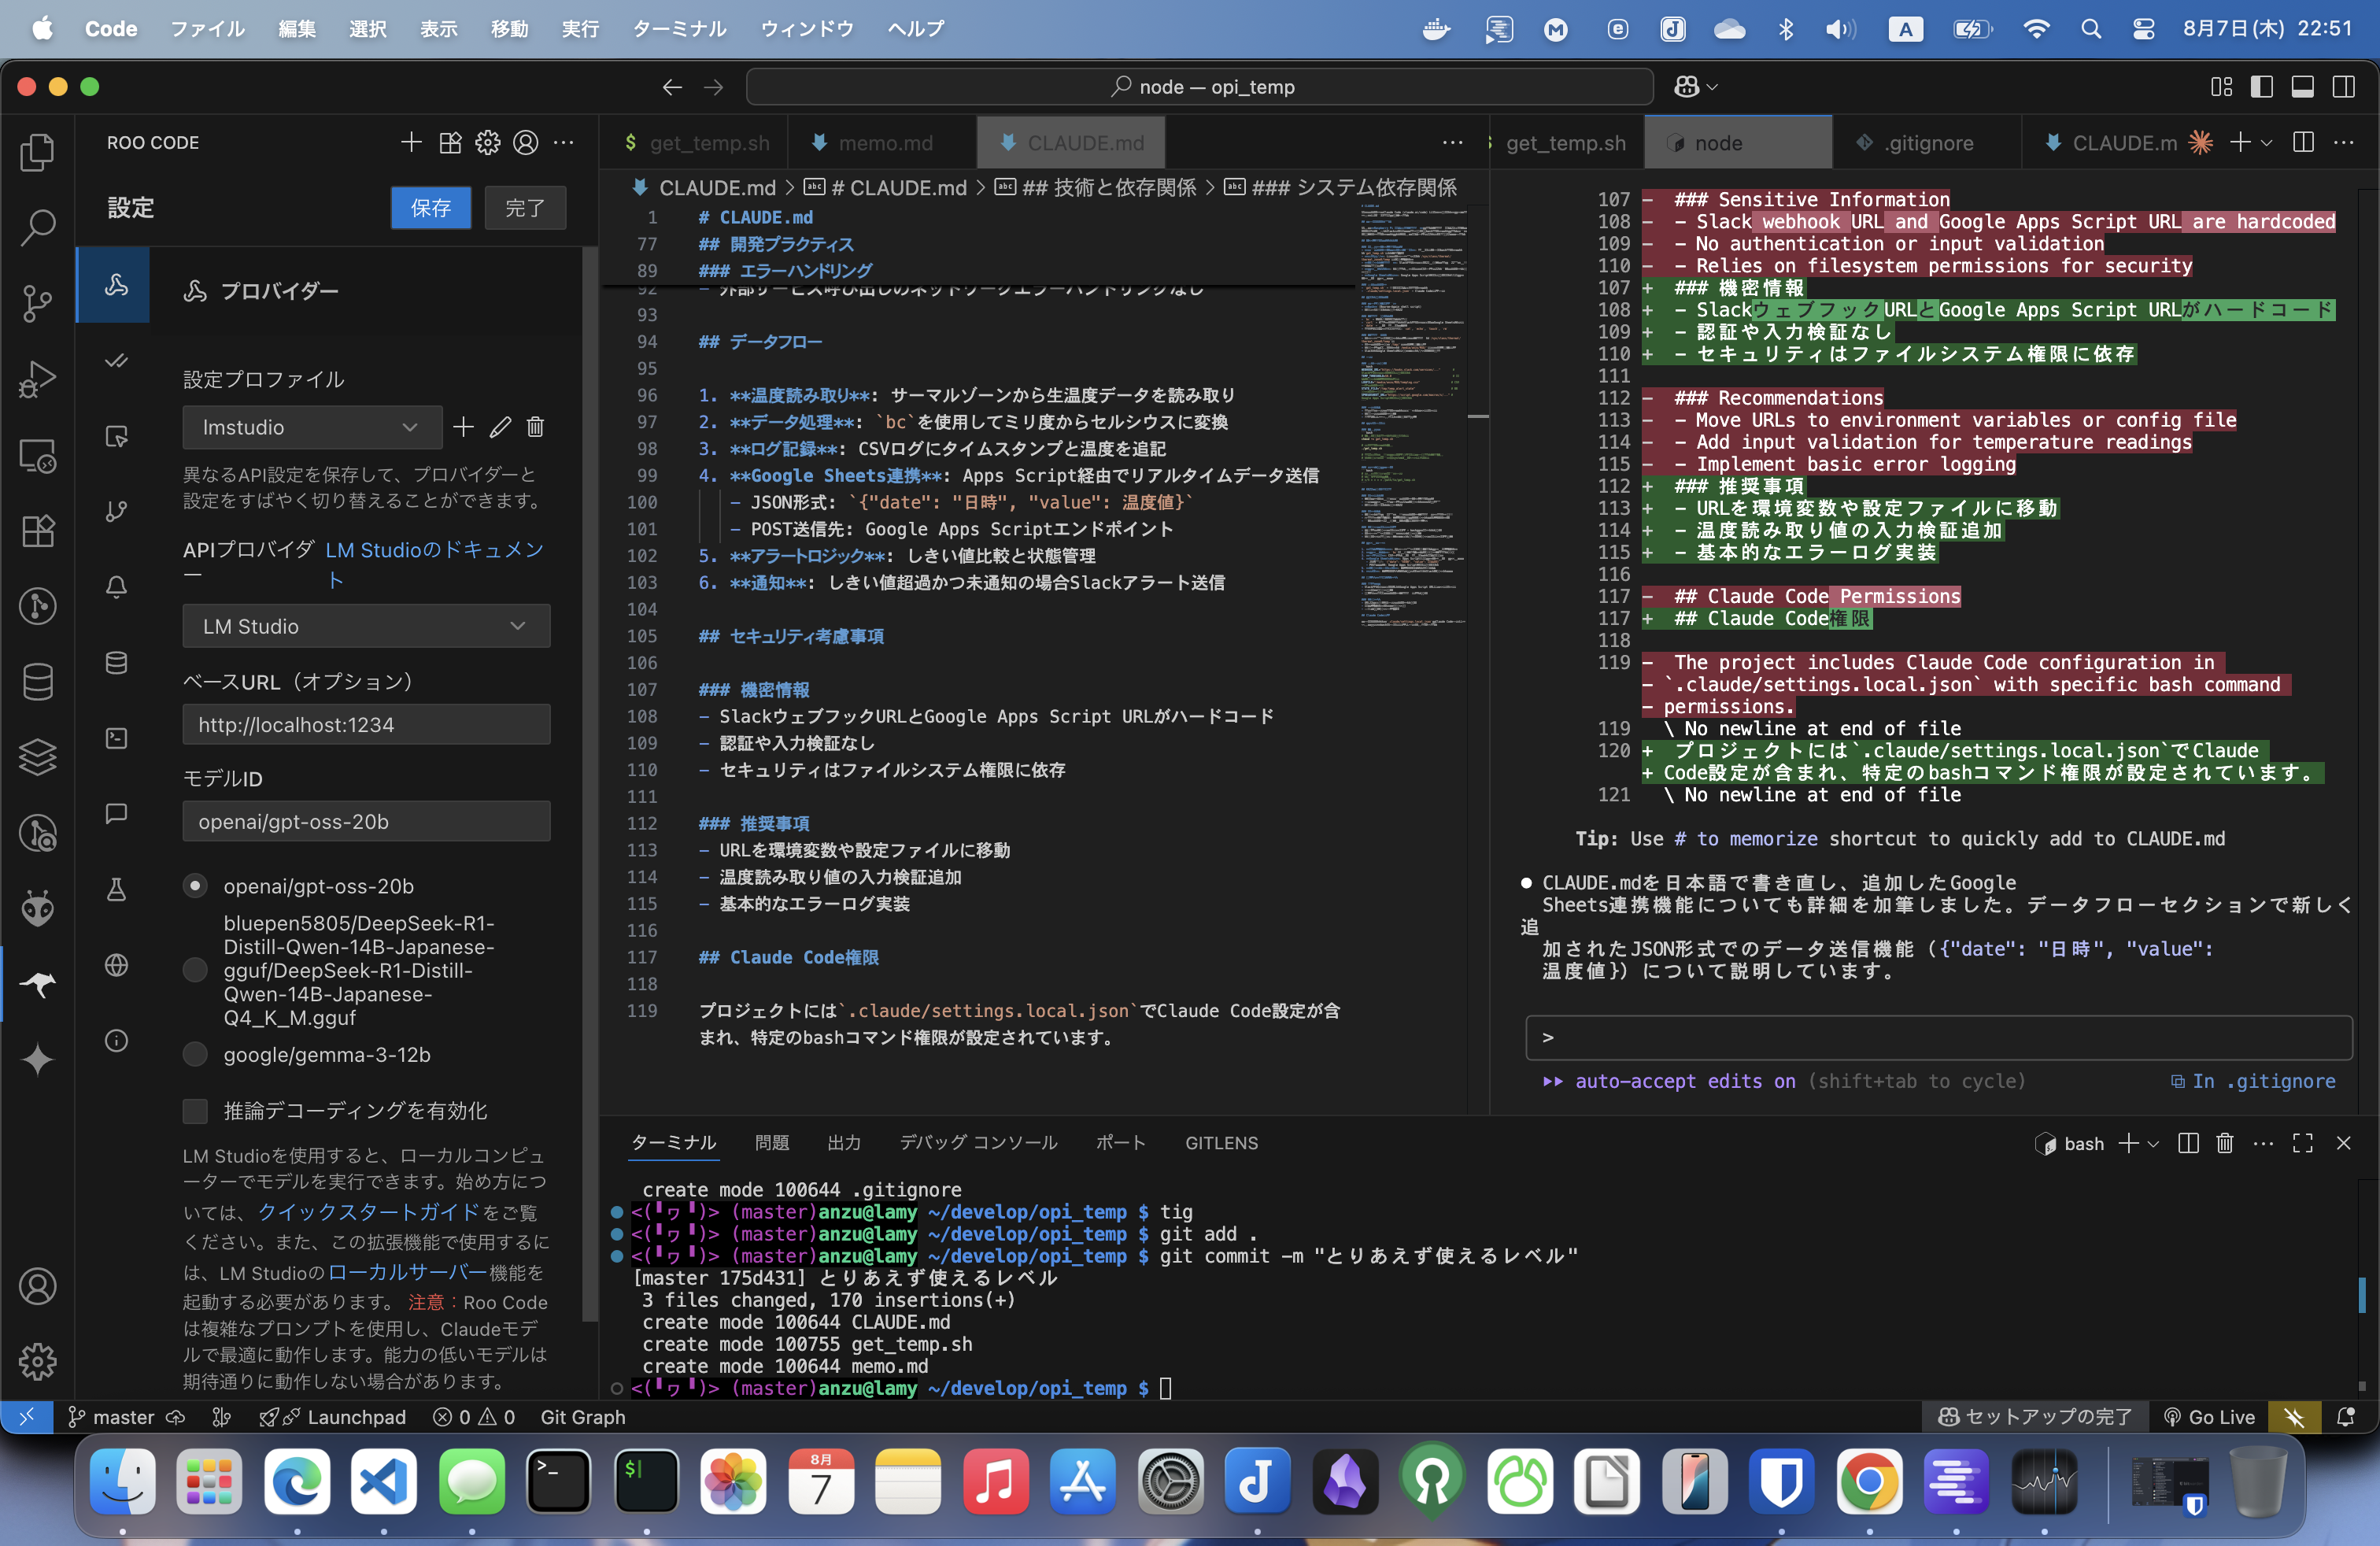 Code ファイル 編集 選択 表示 移動 実行 ターミナル ウィンドウ ヘルプ
8月7日(木) 22:51
node — opi_temp
ROO CODE
設定
保存
完了
プロバイダー
設定プロファイル
lmstudio
異なるAPI設定を保存して、プロバイダーと
設定をすばやく切り替えることができます。
APIプロバイダー LM Studioのドキュメント
LM Studio
ベースURL（オプション）
http://localhost:1234
モデルID
openai/gpt-oss-20b
openai/gpt-oss-20b
bluepen5805/DeepSeek-R1-
Distill-Qwen-14B-Japanese-
gguf/DeepSeek-R1-Distill-
Qwen-14B-Japanese-
Q4_K_M.gguf
google/gemma-3-12b
推論デコーディングを有効化
LM Studioを使用すると、ローカルコンピュ
ーターでモデルを実行できます。始め方につ
いては、クイックスタートガイドをご覧
ください。また、この拡張機能で使用するに
は、LM Studioのローカルサーバー機能を
起動する必要があります。 注意：Roo Code
は複雑なプロンプトを使用し、Claudeモデ
ルで最適に動作します。能力の低いモデルは
期待通りに動作しない場合があります。
$ get_temp.sh
memo.md
CLAUDE.md
CLAUDE.md > # CLAUDE.md > ## 技術と依存関係 > ### システム依存関係
1 # CLAUDE.md
77 ## 開発プラクティス
89 ### エラーハンドリング
92 - 外部サービス呼び出しのネットワークエラーハンドリングなし
93
94 ## データフロー
95
96 1. **温度読み取り**: サーマルゾーンから生温度データを読み取り
97 2. **データ処理**: `bc`を使用してミリ度からセルシウスに変換
98 3. **ログ記録**: CSVログにタイムスタンプと温度を追記
99 4. **Google Sheets連携**: Apps Script経由でリアルタイムデータ送信
100 - JSON形式: `{"date": "日時", "value": 温度値}`
101 - POST送信先: Google Apps Scriptエンドポイント
102 5. **アラートロジック**: しきい値比較と状態管理
103 6. **通知**: しきい値超過かつ未通知の場合Slackアラート送信
104
105 ## セキュリティ考慮事項
106
107 ### 機密情報
108 - SlackウェブフックURLとGoogle Apps Script URLがハードコード
109 - 認証や入力検証なし
110 - セキュリティはファイルシステム権限に依存
111
112 ### 推奨事項
113 - URLを環境変数や設定ファイルに移動
114 - 温度読み取り値の入力検証追加
115 - 基本的なエラーログ実装
116
117 ## Claude Code権限
118
119 プロジェクトには`.claude/settings.local.json`でClaude Code設定が含
まれ、特定のbashコマンド権限が設定されています。
get_temp.sh
node
.gitignore
CLAUDE.m
107 - ### Sensitive Information
108 - - Slack webhook URL and Google Apps Script URL are hardcoded
109 - - No authentication or input validation
110 - - Relies on filesystem permissions for security
107 + ### 機密情報
108 + - SlackウェブフックURLとGoogle Apps Script URLがハードコード
109 + - 認証や入力検証なし
110 + - セキュリティはファイルシステム権限に依存
111
112 - ### Recommendations
113 - - Move URLs to environment variables or config file
114 - - Add input validation for temperature readings
115 - - Implement basic error logging
112 + ### 推奨事項
113 + - URLを環境変数や設定ファイルに移動
114 + - 温度読み取り値の入力検証追加
115 + - 基本的なエラーログ実装
116
117 - ## Claude Code Permissions
117 + ## Claude Code権限
118
119 - The project includes Claude Code configuration in
- `.claude/settings.local.json` with specific bash command
- permissions.
119 \ No newline at end of file
120 + プロジェクトには`.claude/settings.local.json`でClaude
+ Code設定が含まれ、特定のbashコマンド権限が設定されています。
121 \ No newline at end of file
Tip: Use # to memorize shortcut to quickly add to CLAUDE.md
● CLAUDE.mdを日本語で書き直し、追加したGoogle
Sheets連携機能についても詳細を加筆しました。データフローセクションで新しく
追
加されたJSON形式でのデータ送信機能（{"date": "日時", "value":
温度値}）について説明しています。
>
auto-accept edits on (shift+tab to cycle)
In .gitignore
ターミナル 問題 出力 デバッグ コンソール ポート GITLENS
bash
create mode 100644 .gitignore
<(╹ヮ╹)> (master)anzu@lamy ~/develop/opi_temp $ tig
<(╹ヮ╹)> (master)anzu@lamy ~/develop/opi_temp $ git add .
<(╹ヮ╹)> (master)anzu@lamy ~/develop/opi_temp $ git commit -m "とりあえず使えるレベル"
[master 175d431] とりあえず使えるレベル
3 files changed, 170 insertions(+)
create mode 100644 CLAUDE.md
create mode 100755 get_temp.sh
create mode 100644 memo.md
<(╹ヮ╹)> (master)anzu@lamy ~/develop/opi_temp $
master
Launchpad
0 0
Git Graph
セットアップの完了
Go Live
8月
7